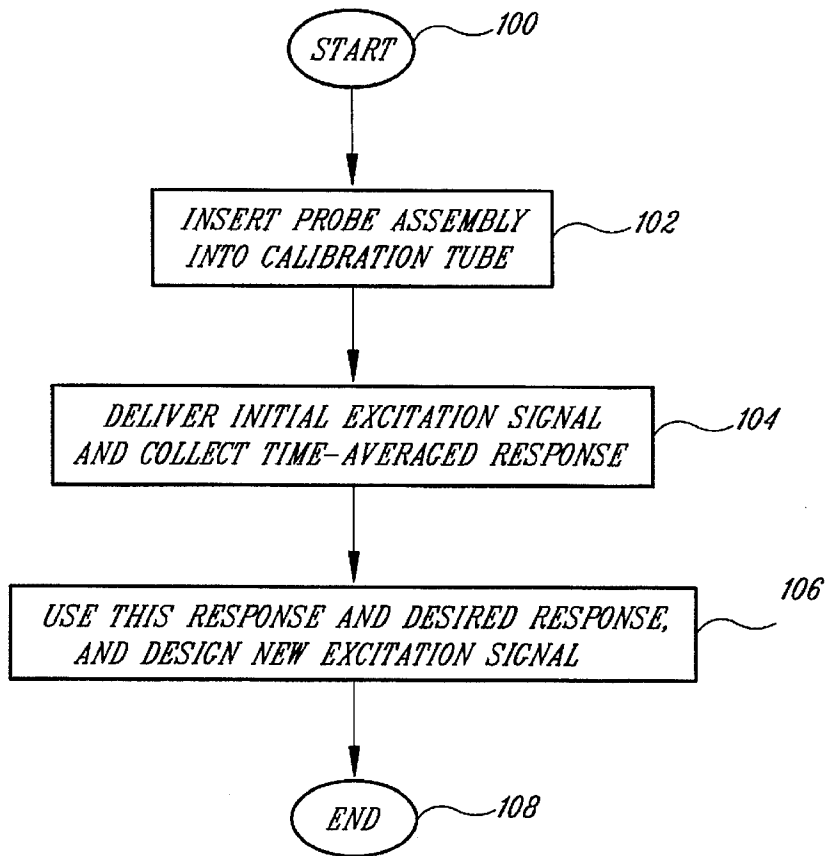 START
100
INSERT PROBE ASSEMBLY
INTO CALIBRATION TUBE
102
DELIVER INITIAL EXCITATION SIGNAL
AND COLLECT TIME-AVERAGED RESPONSE
104
USE THIS RESPONSE AND DESIRED RESPONSE,
AND DESIGN NEW EXCITATION SIGNAL
106
END
108